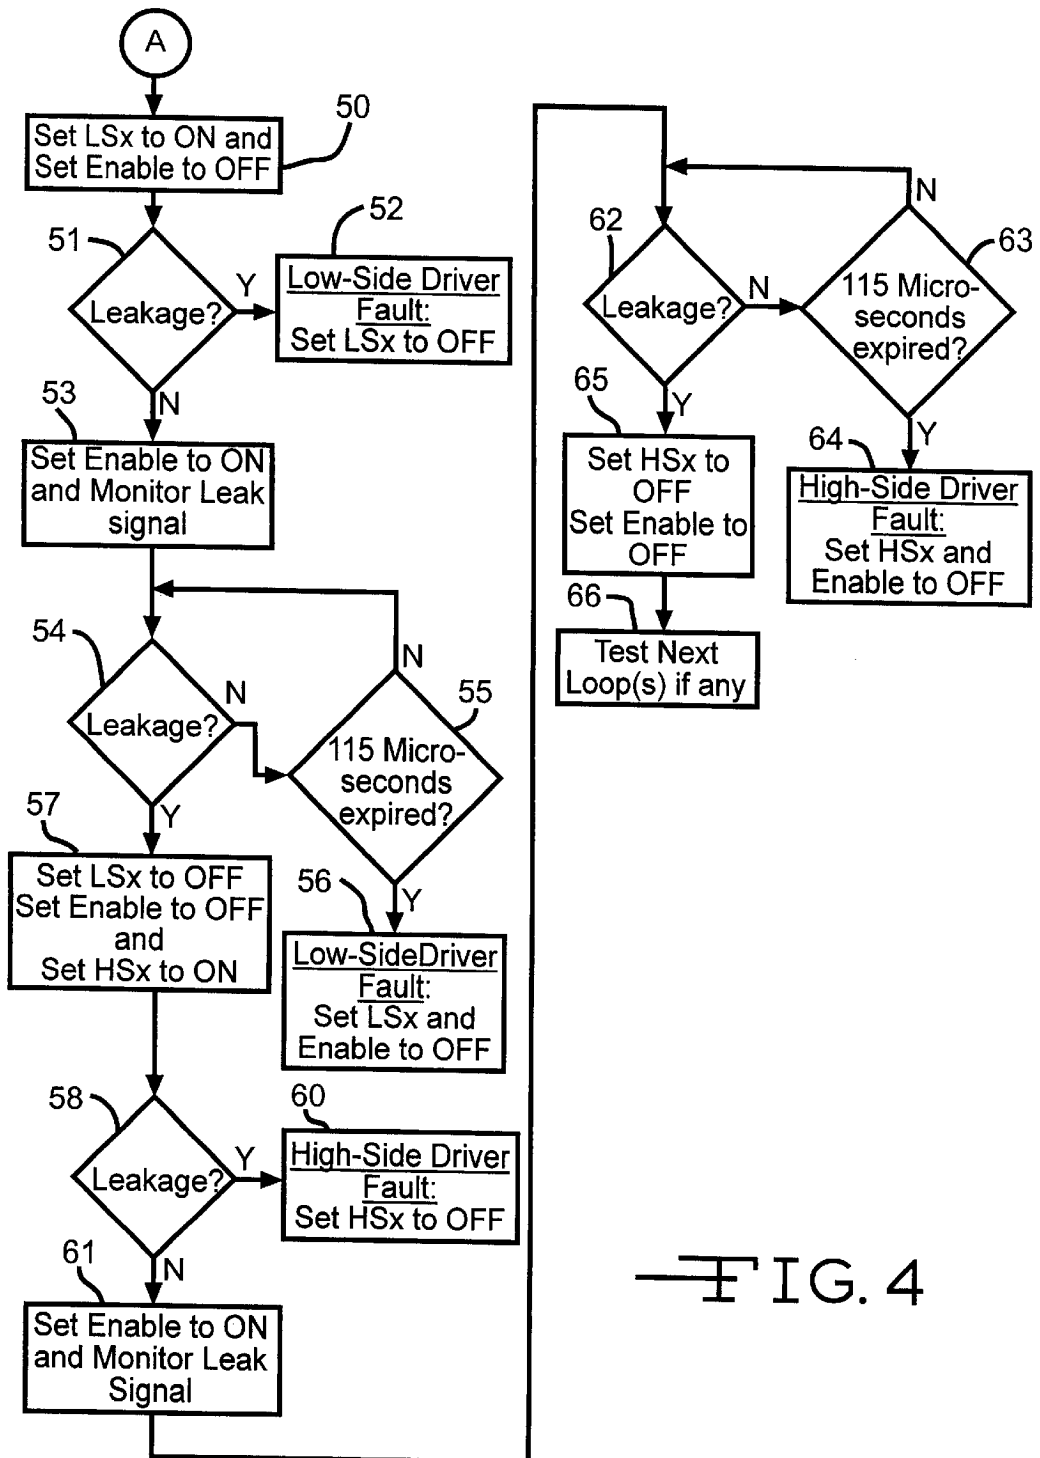 A
50
Set LSx to ON and
Set Enable to OFF
51
Leakage?
Y
N
52
Low-Side Driver
Fault:
Set LSx to OFF
53
Set Enable to ON
and Monitor Leak
signal
54
Leakage?
N
Y
55
115 Micro-
seconds
expired?
N
Y
56
Low-SideDriver
Fault:
Set LSx and
Enable to OFF
57
Set LSx to OFF
Set Enable to OFF
and
Set HSx to ON
58
Leakage?
Y
N
60
High-Side Driver
Fault:
Set HSx to OFF
61
Set Enable to ON
and Monitor Leak
Signal
62
Leakage?
N
Y
63
115 Micro-
seconds
expired?
N
Y
64
High-Side Driver
Fault:
Set HSx and
Enable to OFF
65
Set HSx to
OFF
Set Enable to
OFF
66
Test Next
Loop(s) if any
FIG. 4